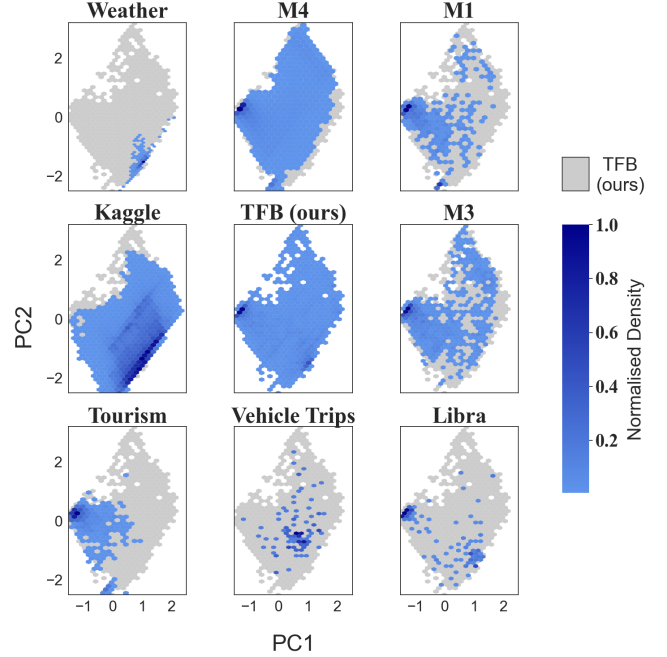 Weather
M4
M1
2
0
−2
TFB
(ours)
Kaggle
TFB (ours)
M3
2
0
−2
PC2
1.0
0.8
0.6
0.4
0.2
Normalised Density
Tourism
Vehicle Trips
Libra
2
0
−2
−1 0 1 2
−1 0 1 2
−1 0 1 2
PC1